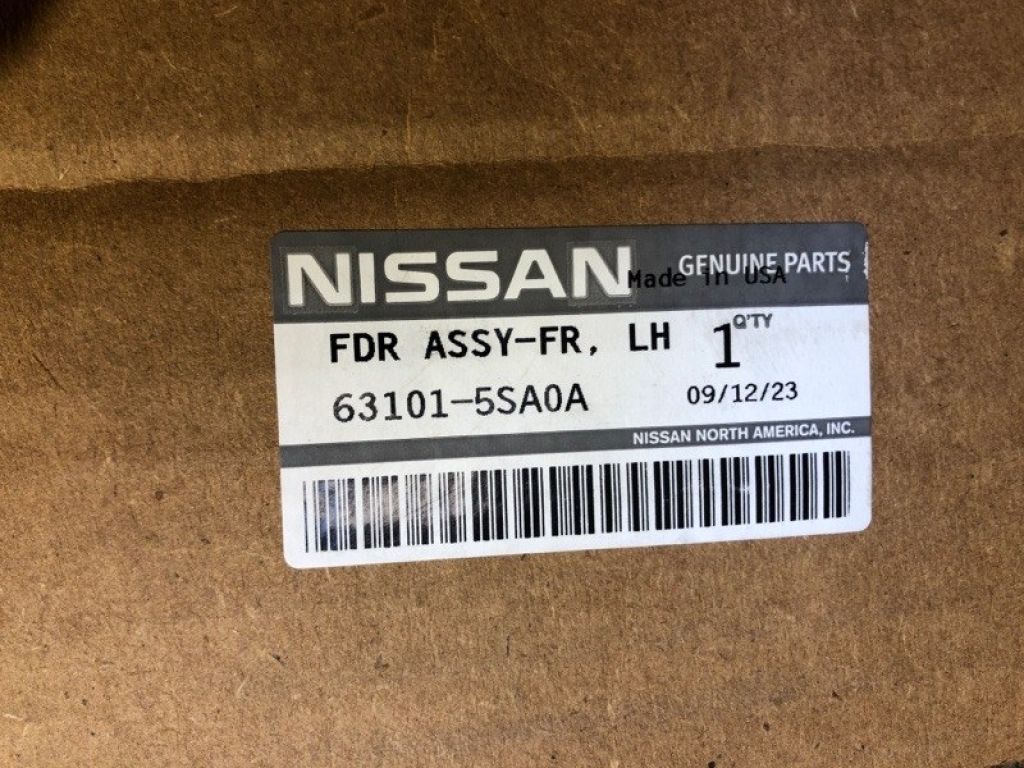 NISSAN GENUINE PARTS
Made in USA
FDR ASSY-FR, LH 1 Q'TY
63101-5SA0A 09/12/23
NISSAN NORTH AMERICA, INC.